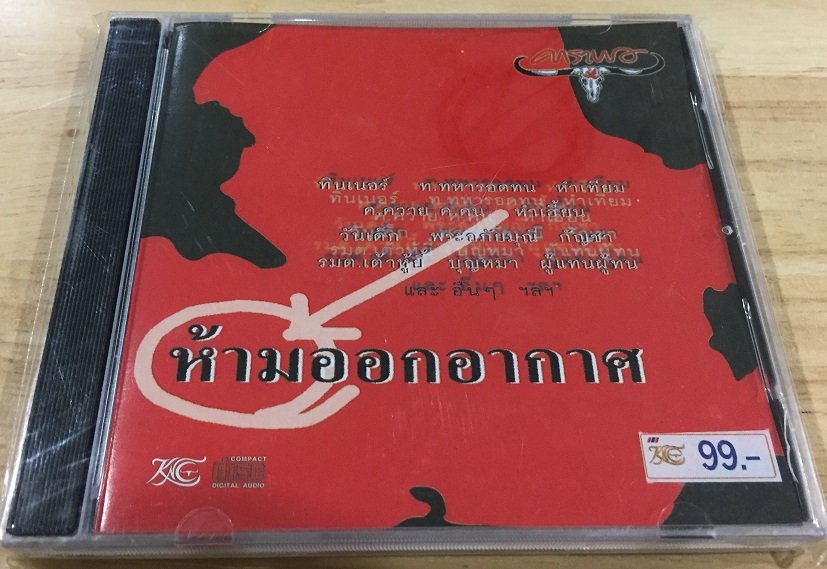 คาราบาว
ทินเนอร์ ท.ทหารอดทน หำเทียม
ค.ควาย ค.คน หำเฮี้ยน
วันเด็ก พระอภัยมุณี กัญชา
รมต.เต้าหู้ยี้ บุญหมา ผู้แทนผู้ทน
และ อื่นๆ ฯลฯ
ห้ามออกอากาศ
COMPACT
disc
DIGITAL AUDIO
99.-